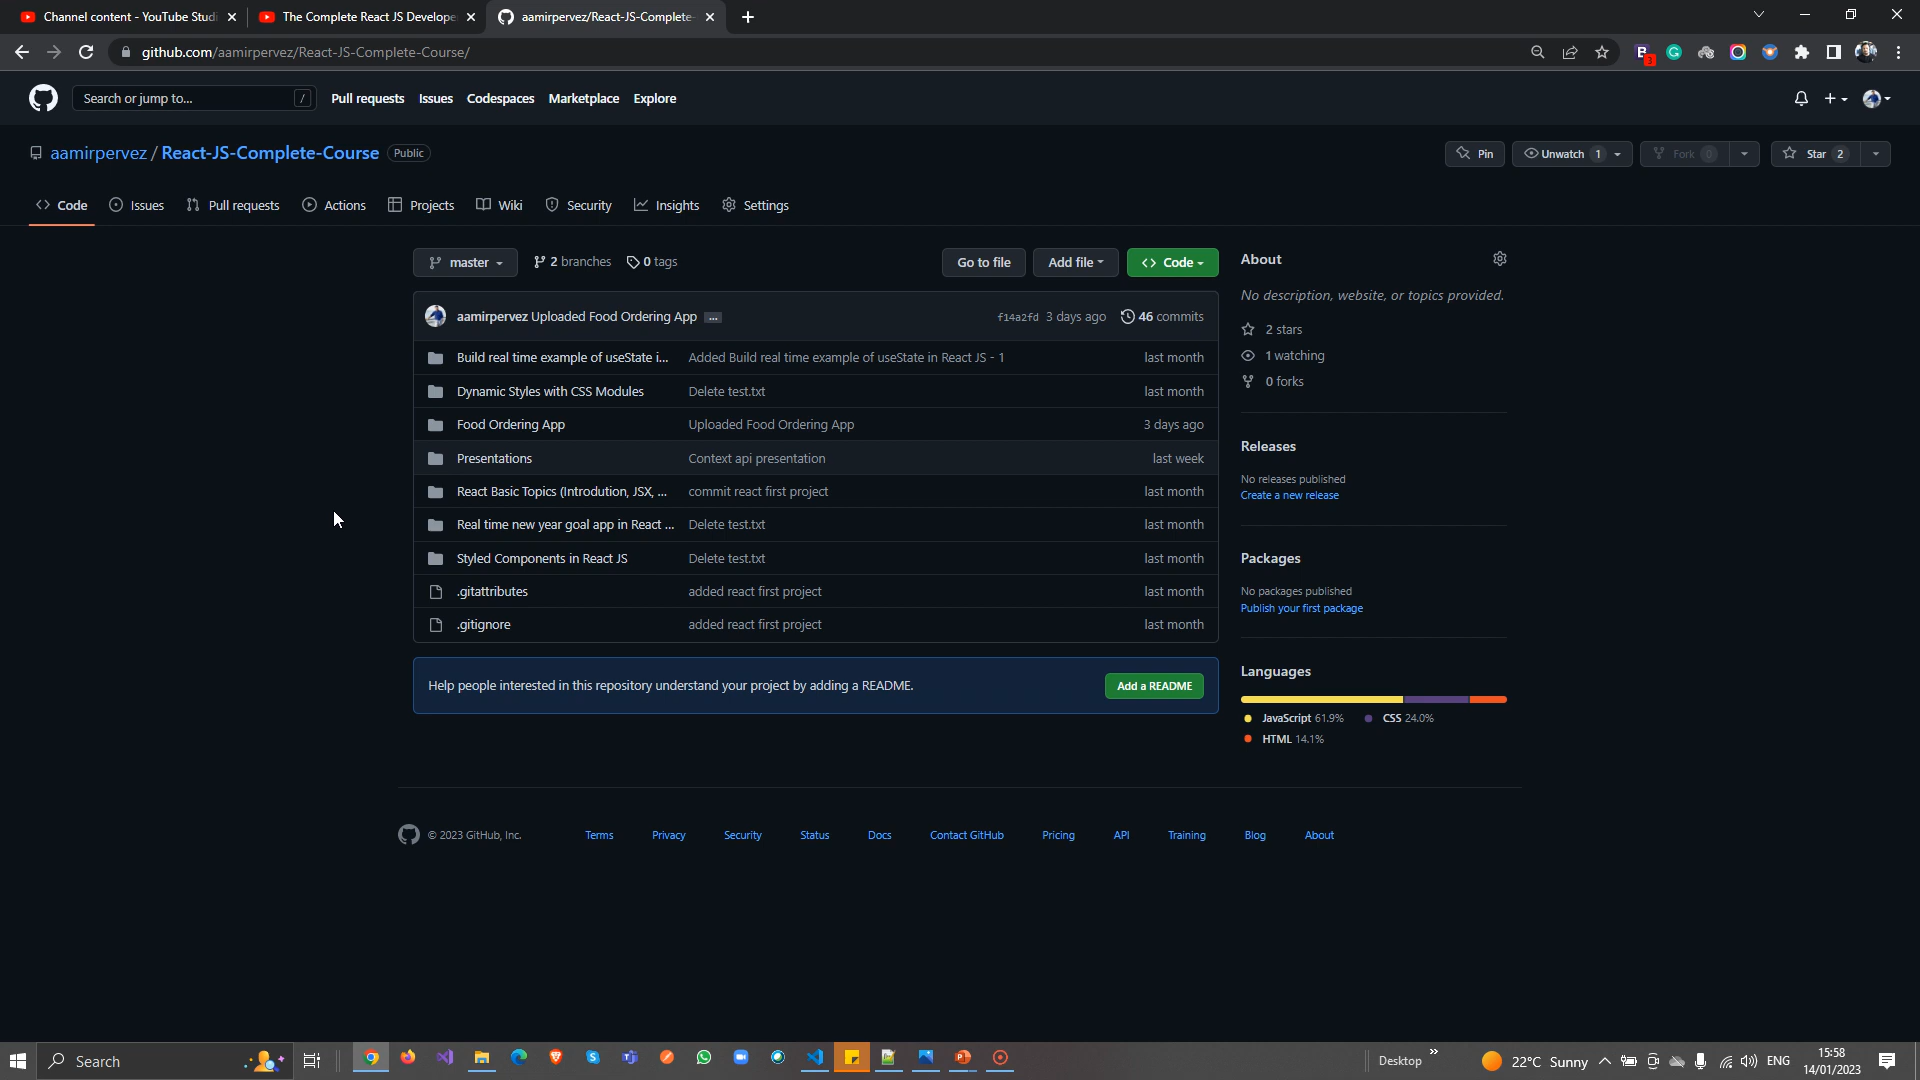 Channel content - YouTube Studi
The Complete React JS Develope
aamirpervez/React-JS-Complete-
github.com/aamirpervez/React-JS-Complete-Course/
B
3
Search or jump to...
/
Pull requests
Issues
Codespaces
Marketplace
Explore
aamirpervez / React-JS-Complete-Course
Public
Pin
Unwatch 1
Fork 0
Star 2
Code
Issues
Pull requests
Actions
Projects
Wiki
Security
Insights
Settings
master
2 branches
0 tags
Go to file
Add file
Code
About
No description, website, or topics provided.
2 stars
1 watching
0 forks
aamirpervez Uploaded Food Ordering App ...
f14a2fd 3 days ago
46 commits
Build real time example of useState i...
Added Build real time example of useState in React JS - 1
last month
Dynamic Styles with CSS Modules
Delete test.txt
last month
Food Ordering App
Uploaded Food Ordering App
3 days ago
Presentations
Context api presentation
last week
React Basic Topics (Introdution, JSX, ...
commit react first project
last month
Real time new year goal app in React ...
Delete test.txt
last month
Styled Components in React JS
Delete test.txt
last month
.gitattributes
added react first project
last month
.gitignore
added react first project
last month
Releases
No releases published
Create a new release
Packages
No packages published
Publish your first package
Help people interested in this repository understand your project by adding a README.
Add a README
Languages
JavaScript 61.9%
CSS 24.0%
HTML 14.1%
© 2023 GitHub, Inc.
Terms
Privacy
Security
Status
Docs
Contact GitHub
Pricing
API
Training
Blog
About
Search
Desktop
22°C Sunny
ENG
15:58
14/01/2023